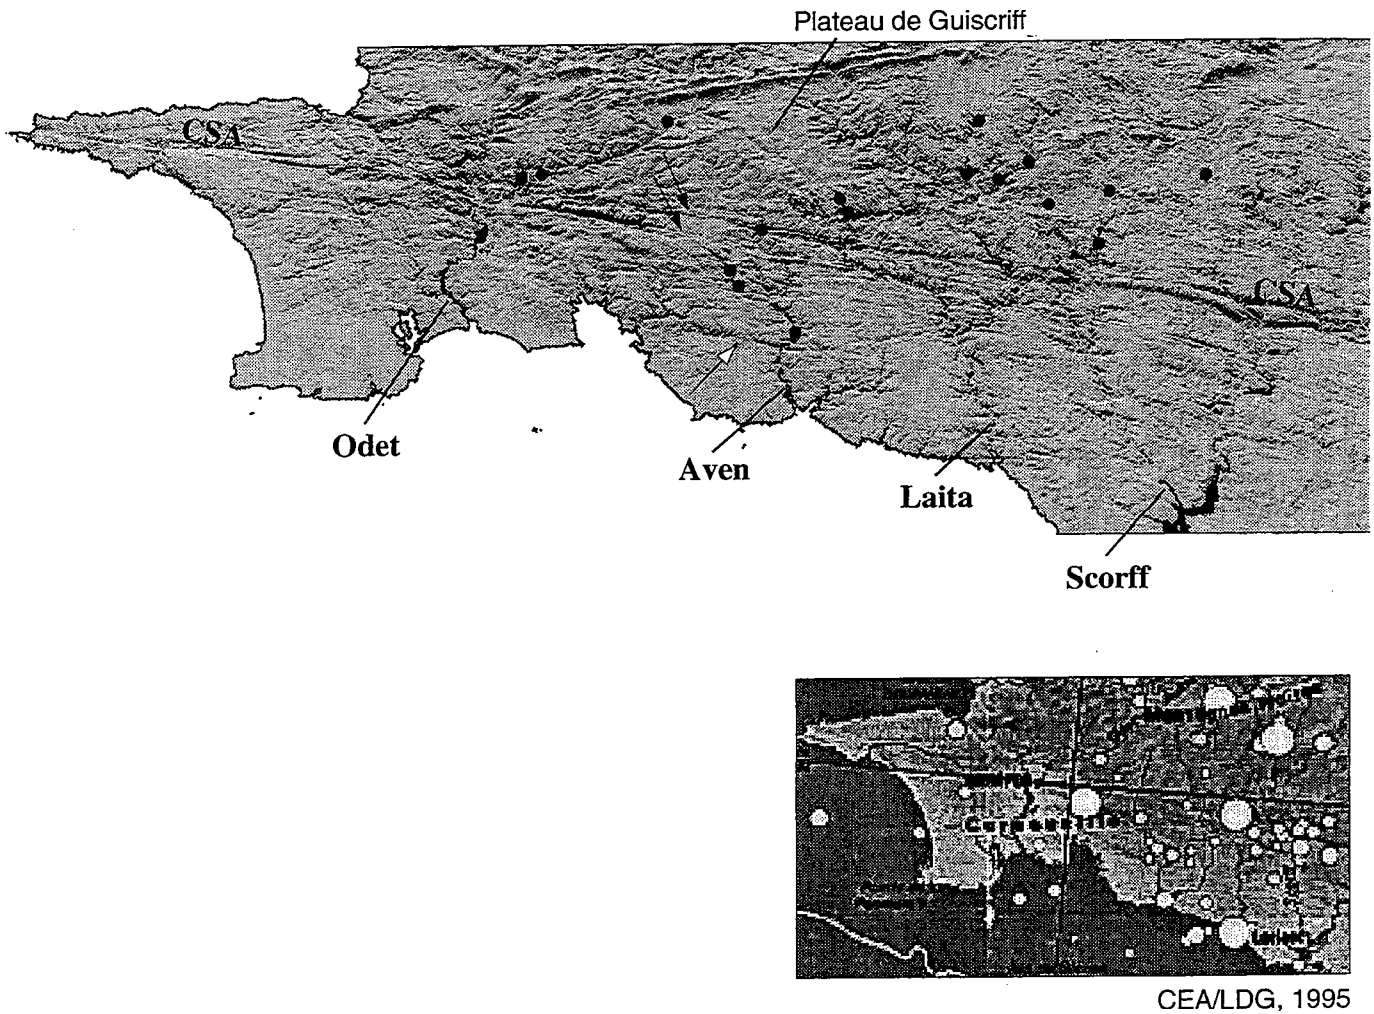 Plateau de Guiscriff
CSA
CSA
Odet
Aven
Laita
Scorff
CEA/LDG, 1995